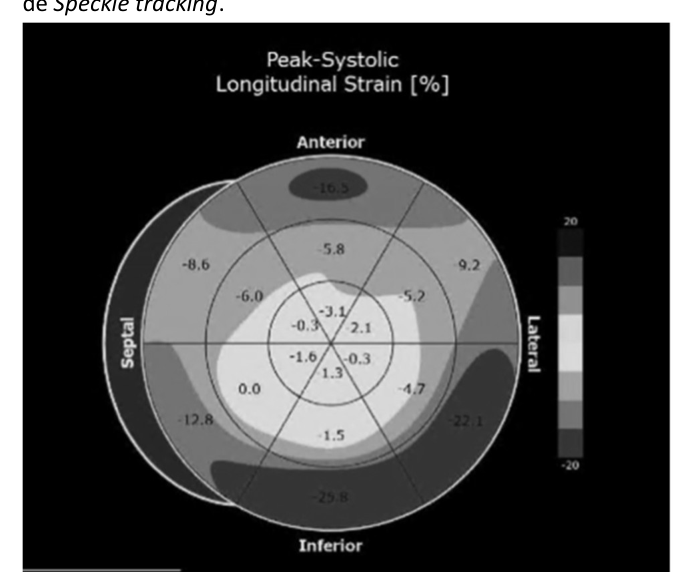 de Speckle tracking.
Peak-Systolic
Longitudinal Strain [%]
Anterior
-16.5
20
-5.8
-8.6
-9.2
-6.0
-5.2
-3.1
-0.3
-2.1
Septal
Lateral
-1.6
-0.3
-1.3
0.0
-4.7
-12.8
-22.1
-1.5
-20
-25.8
Inferior